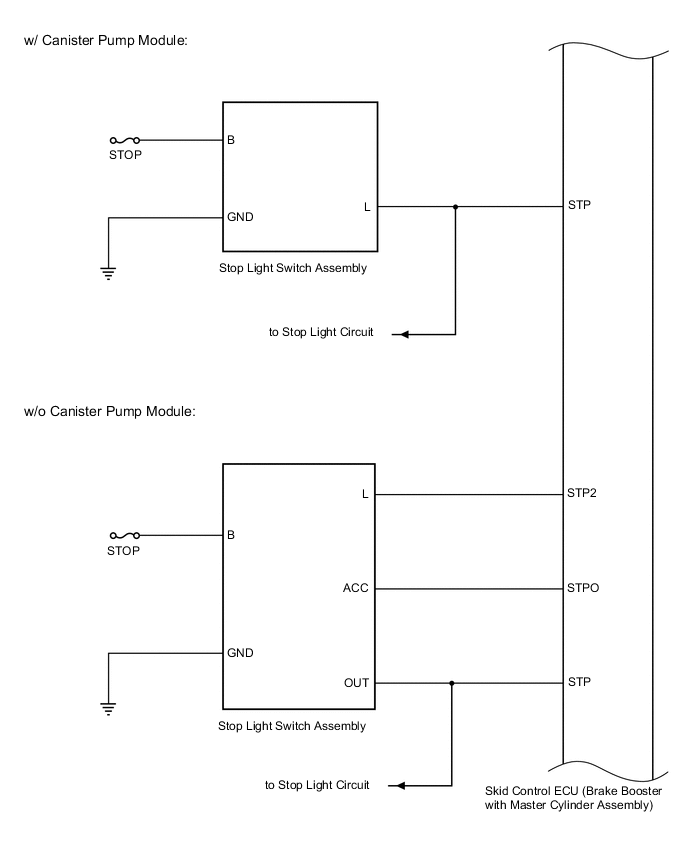 w/ Canister Pump Module:
B
STOP
L
STP
GND
Stop Light Switch Assembly
to Stop Light Circuit
w/o Canister Pump Module:
L
STP2
B
STOP
ACC
STPO
GND
OUT
STP
Stop Light Switch Assembly
to Stop Light Circuit
Skid Control ECU (Brake Booster
with Master Cylinder Assembly)